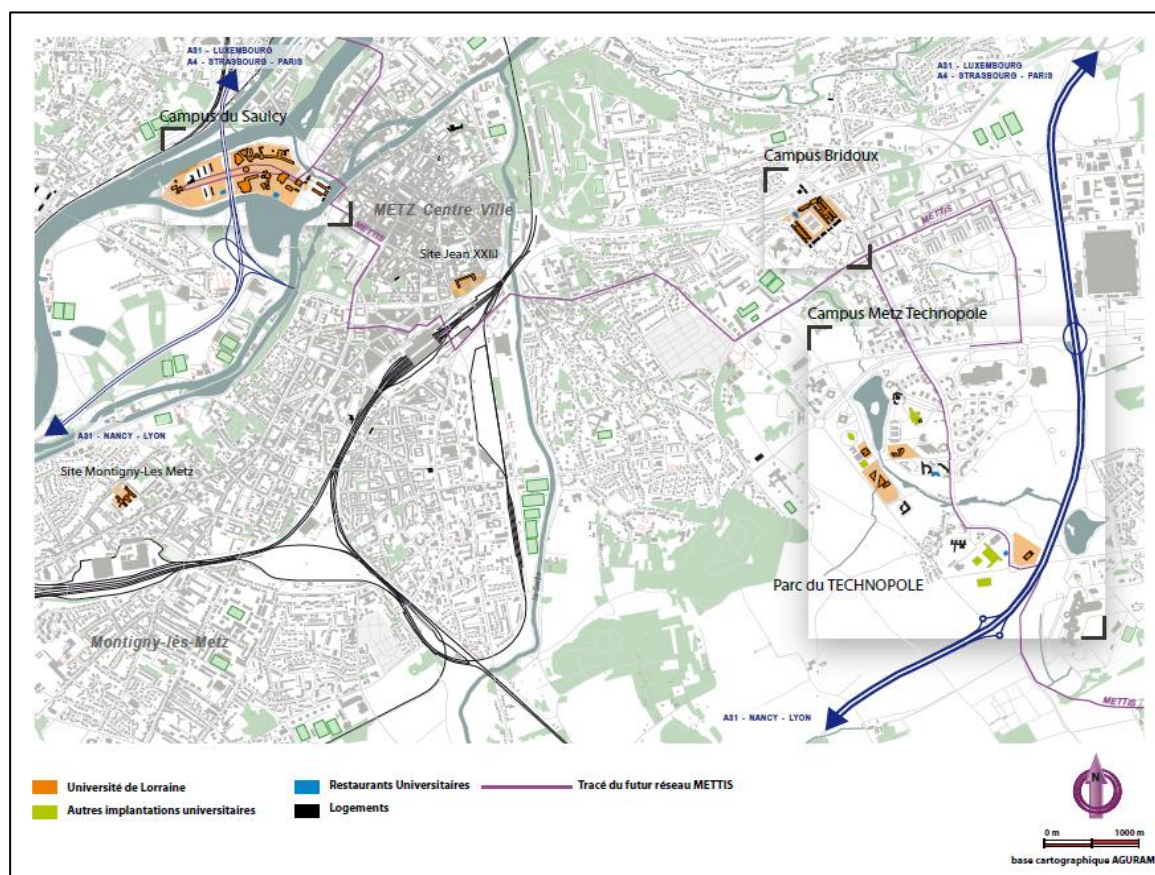 A31 - LUXEMBOURG
A4 - STRASBOURG - PARIS
A31 - LUXEMBOURG
A4 - STRASBOURG - PARIS
Campus du Saulcy
Campus Bridoux
METZ Centre Ville
METTIS
METTIS
Site Jean XXIII
Campus Metz Technopole
A31 - NANCY - LYON
Site Montigny-Les Metz
Parc du TECHNOPOLE
Montigny-lès-Metz
METTIS
A31 - NANCY - LYON
Université de Lorraine
Restaurants Universitaires
Tracé du futur réseau METTIS
Autres implantations universitaires
Logements
N
0 m
1000 m
base cartographique AGURAM